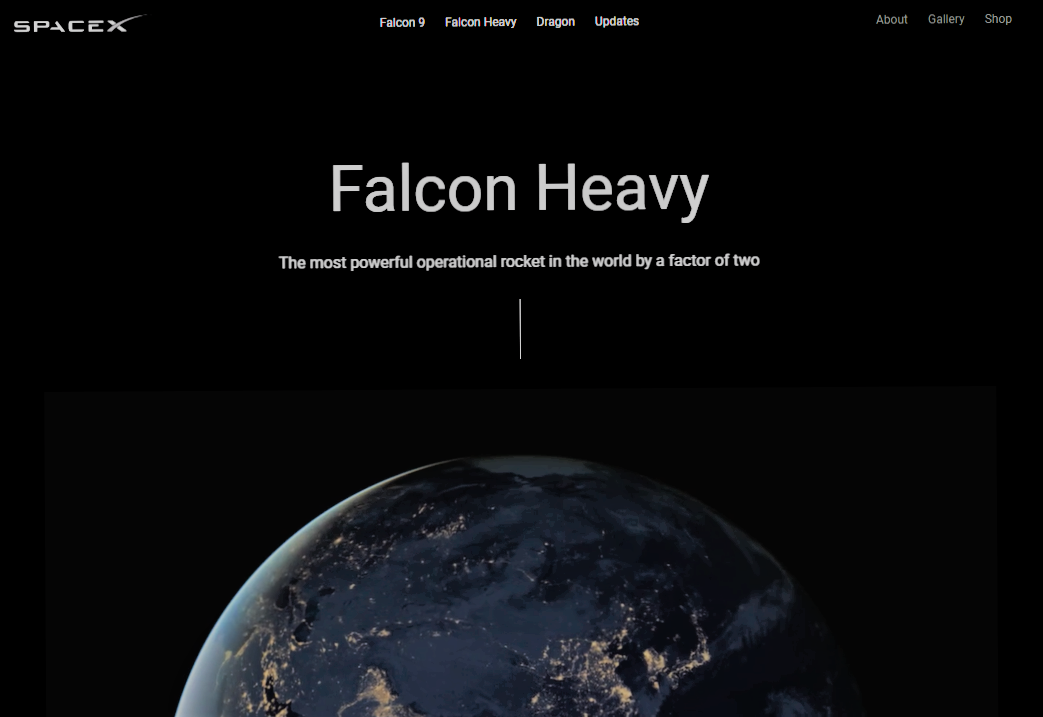 SPACEX
Falcon 9 Falcon Heavy Dragon Updates
About Gallery Shop
Falcon Heavy
The most powerful operational rocket in the world by a factor of two